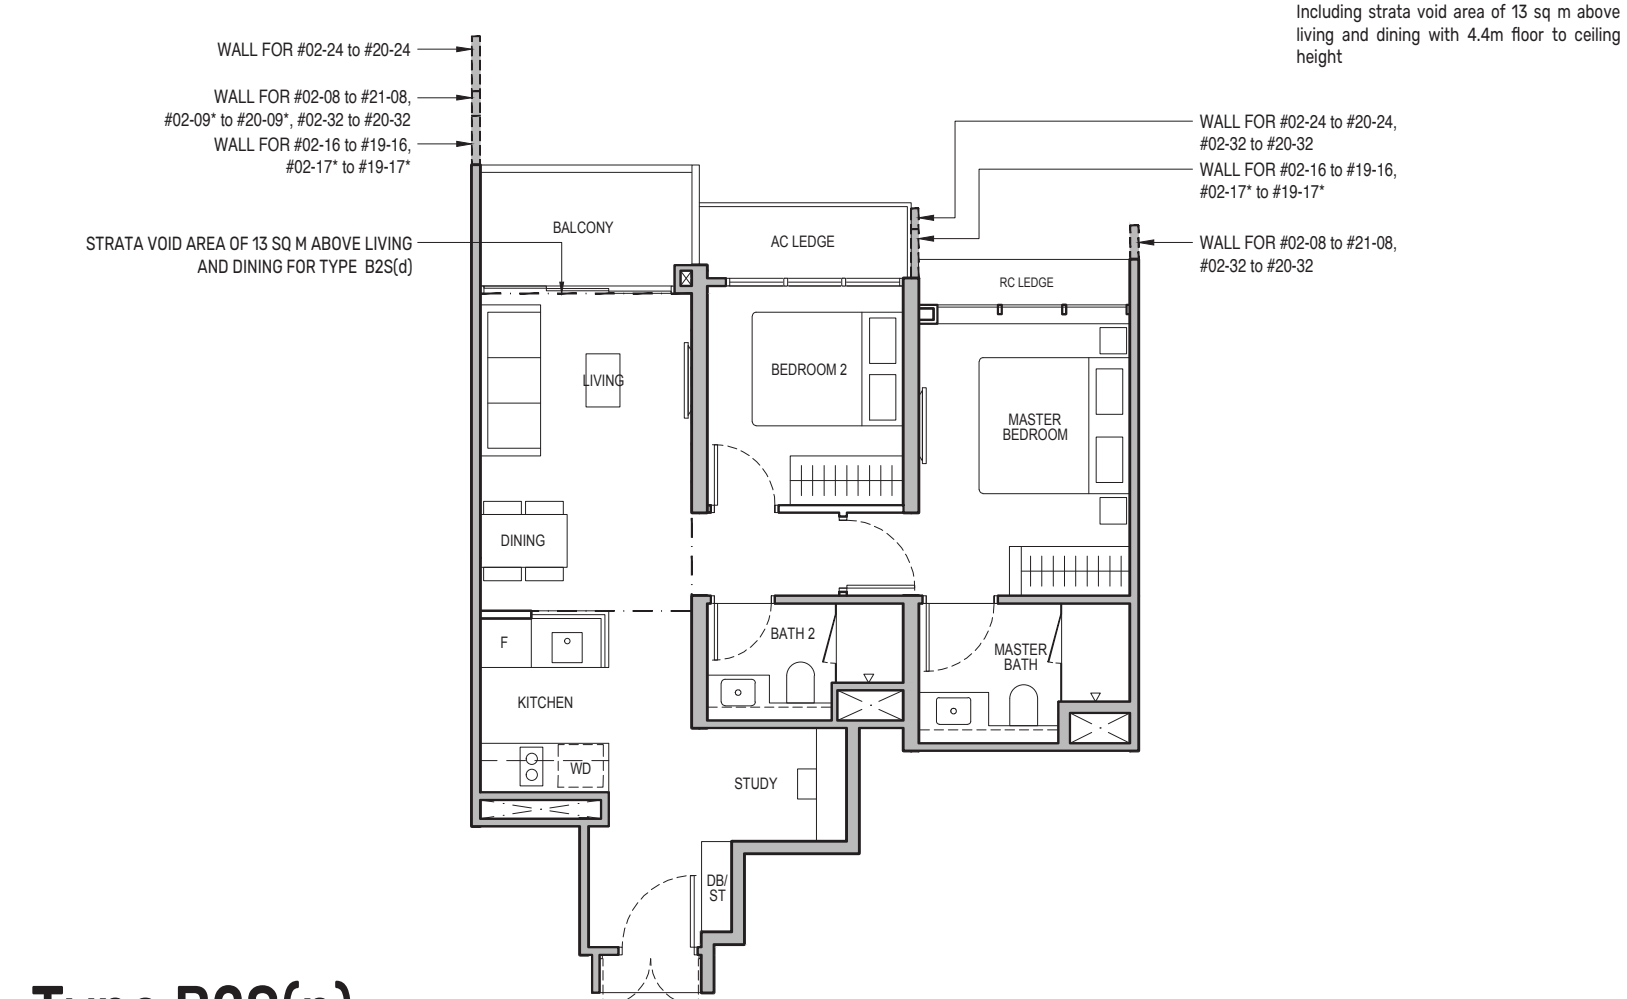 Including strata void area of 13 sq m above
living and dining with 4.4m floor to ceiling
height
WALL FOR #02-24 to #20-24
WALL FOR #02-08 to #21-08,
#02-09* to #20-09*, #02-32 to #20-32
WALL FOR #02-16 to #19-16,
#02-17* to #19-17*
STRATA VOID AREA OF 13 SQ M ABOVE LIVING
AND DINING FOR TYPE B2S(d)
WALL FOR #02-24 to #20-24,
#02-32 to #20-32
WALL FOR #02-16 to #19-16,
#02-17* to #19-17*
WALL FOR #02-08 to #21-08,
#02-32 to #20-32
BALCONY
AC LEDGE
RC LEDGE
LIVING
BEDROOM 2
MASTER
BEDROOM
DINING
F
BATH 2
MASTER
BATH
KITCHEN
WD
STUDY
DB/
ST